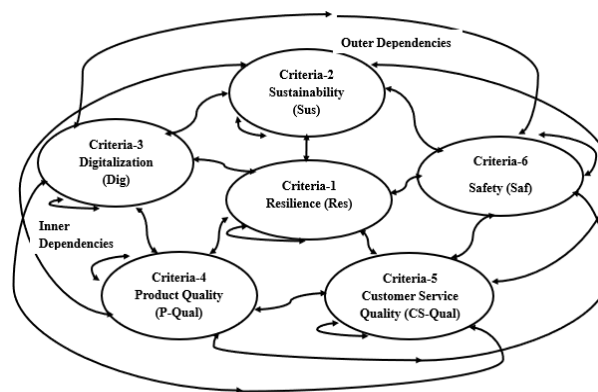 Outer Dependencies
Criteria-2
Sustainability
(Sus)
Criteria-3
Digitalization
(Dig)
Criteria-6
Safety (Saf)
Criteria-1
Resilience (Res)
Inner
Dependencies
Criteria-4
Product Quality
(P-Qual)
Criteria-5
Customer Service
Quality (CS-Qual)